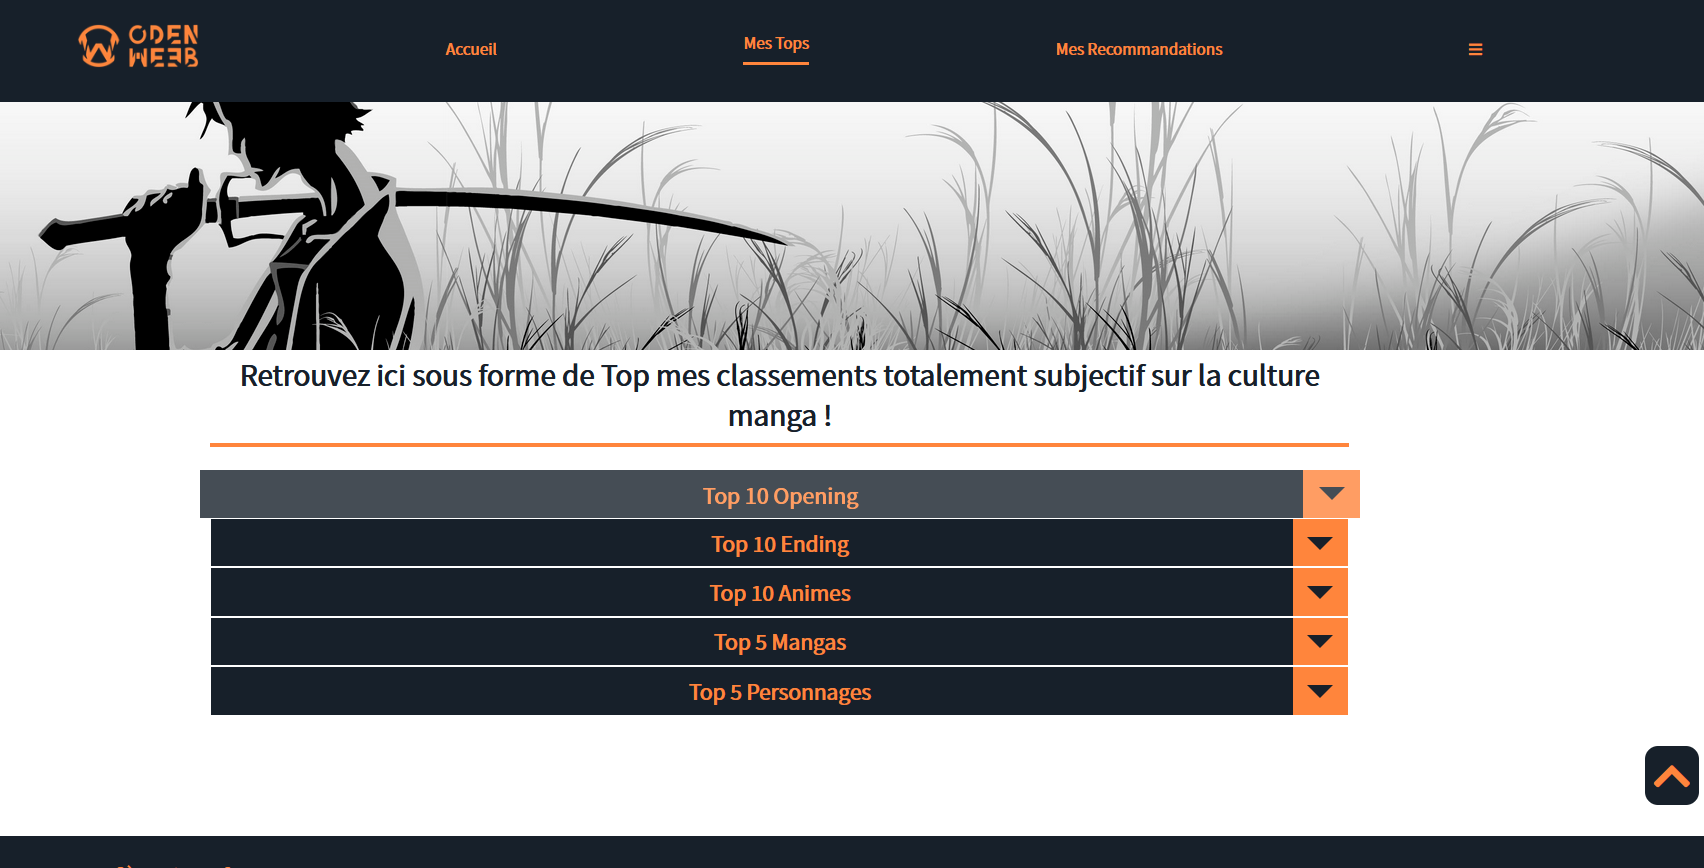 ODEN
WEEB
Accueil
Mes Tops
Mes Recommandations
Retrouvez ici sous forme de Top mes classements totalement subjectif sur la culture
manga !
Top 10 Opening
Top 10 Ending
Top 10 Animes
Top 5 Mangas
Top 5 Personnages